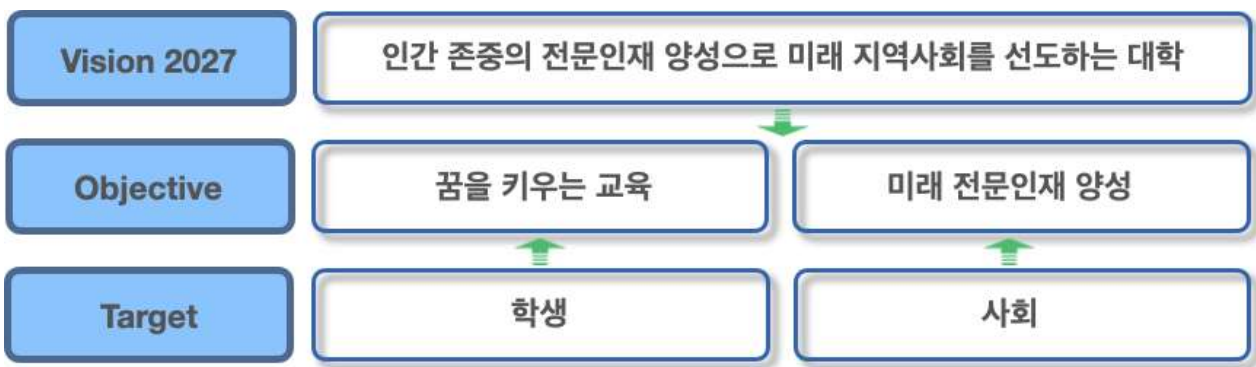 Vision 2027
인간 존중의 전문인재 양성으로 미래 지역사회를 선도하는 대학
Objective
꿈을 키우는 교육
미래 전문인재 양성
Target
학생
사회